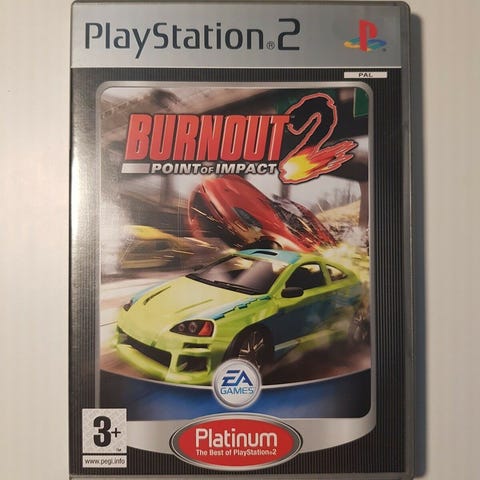 PlayStation®2
PAL
BURNOUT 2
POINT OF IMPACT
EA
GAMES
3+
www.pegi.info
Platinum
The Best of PlayStation®2